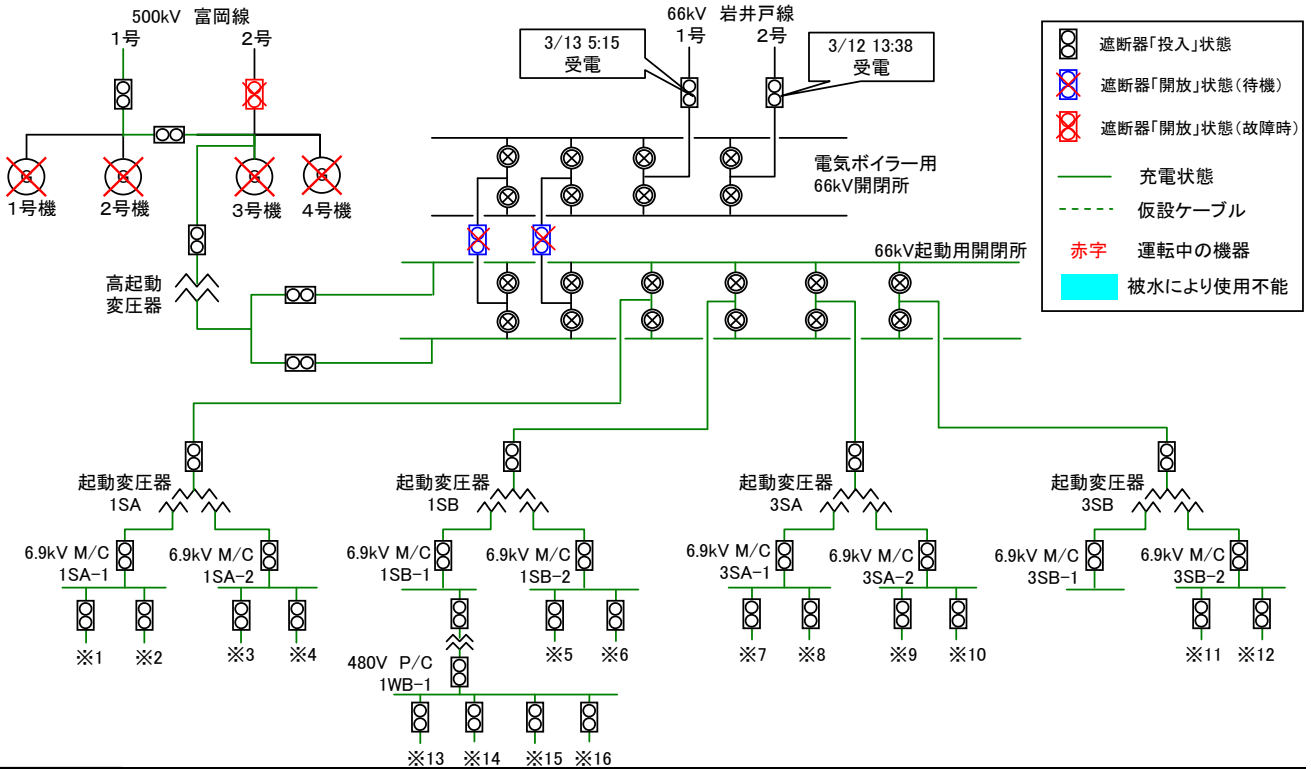 500kV 富岡線
1号
2号
66kV 岩井戸線
1号
2号
3/13 5:15
受電
3/12 13:38
受電
遮断器「投入」状態
遮断器「開放」状態(待機)
遮断器「開放」状態(故障時)
充電状態
仮設ケーブル
赤字 運転中の機器
被水により使用不能
G
G
G
G
1号機
2号機
3号機
4号機
電気ボイラー用
66kV開閉所
66kV起動用開閉所
高起動
変圧器
起動変圧器
1SA
起動変圧器
1SB
起動変圧器
3SA
起動変圧器
3SB
6.9kV M/C
1SA-1
6.9kV M/C
1SA-2
6.9kV M/C
1SB-1
6.9kV M/C
1SB-2
6.9kV M/C
3SA-1
6.9kV M/C
3SA-2
6.9kV M/C
3SB-1
6.9kV M/C
3SB-2
※1
※2
※3
※4
※5
※6
※7
※8
※9
※10
※11
※12
480V P/C
1WB-1
※13
※14
※15
※16